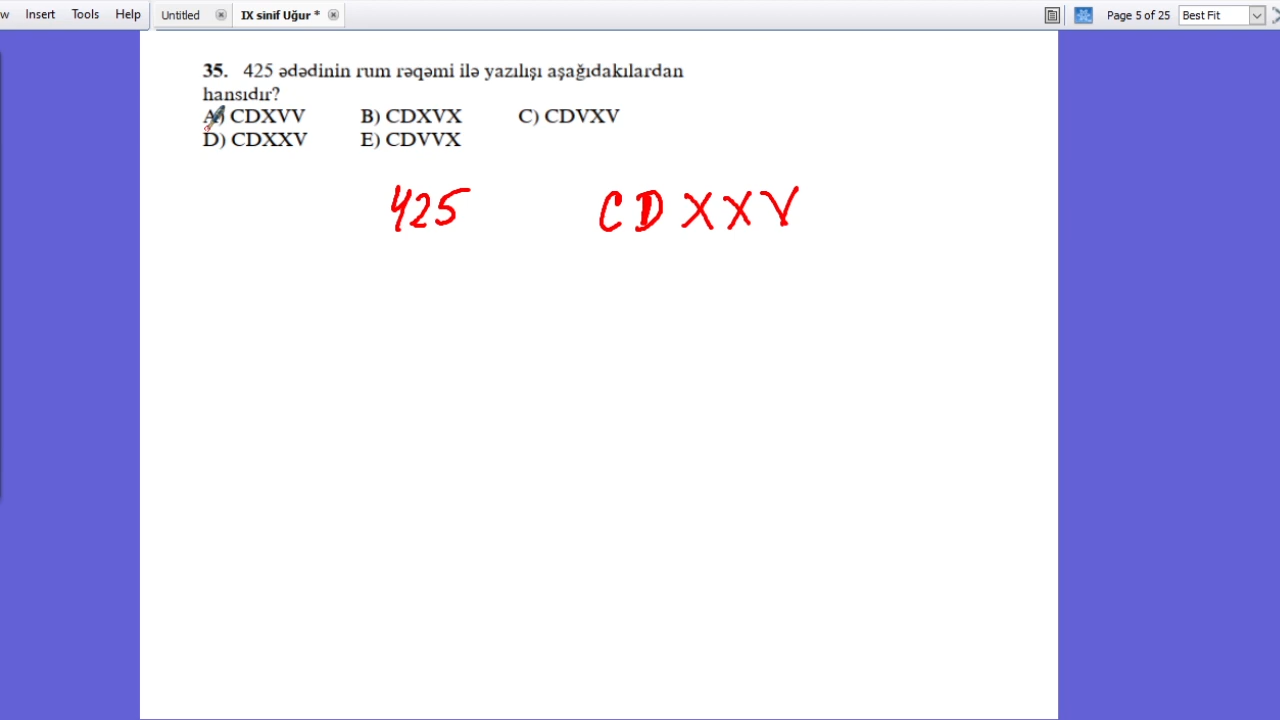 Insert Tools Help Untitled IX sinif Uğur * Page 5 of 25 Best Fit
35. 425 ədədinin rum rəqəmi ilə yazılışı aşağıdakılardan
hansıdır?
A) CDXVV B) CDXVX C) CDVXV
D) CDXXV E) CDVVX
425 CDXXV